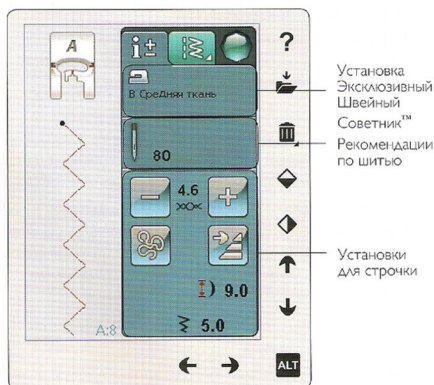 A
i±
?
В Средняя ткань
80
4.6
9.0
5.0
A:8
ALT
Установка
Эксклюзивный
Швейный
Советник™
Рекомендации
по шитью
Установки
для строчки